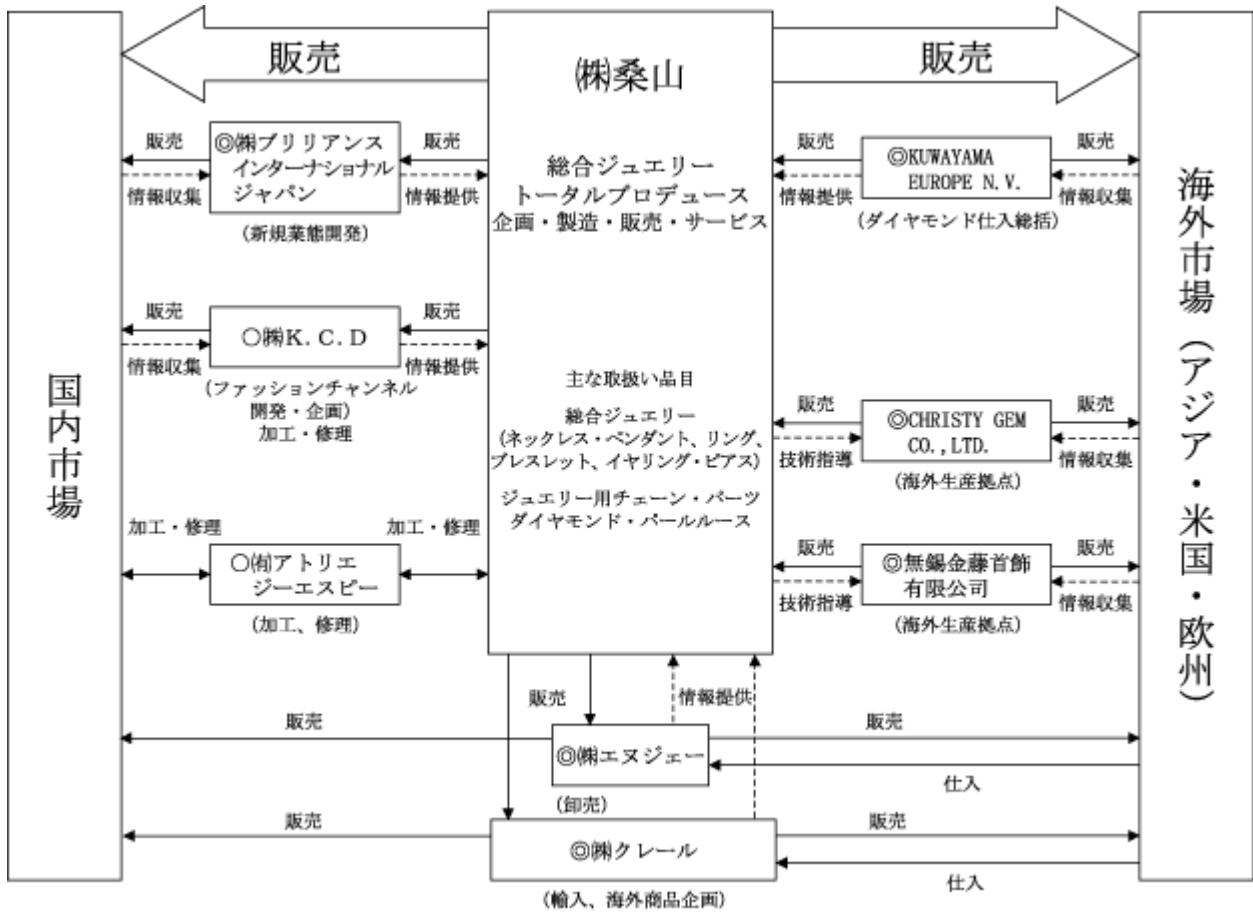 販売
㈱桑山
販売
総合ジュエリー
トータルプロデュース
企画・製造・販売・サービス
主な取扱い品目
総合ジュエリー
(ネックレス・ペンダント、リング、
ブレスレット、イヤリング・ピアス)
ジュエリー用チェーン・パーツ
ダイヤモンド・パールルース
国内市場
販売
情報収集
◎㈱ブリリアンス
インターナショナル
ジャパン
(新規業態開発)
販売
情報提供
販売
情報収集
○㈱K.C.D
(ファッションチャンネル
開発・企画)
加工・修理
販売
情報提供
加工・修理
○㈲アトリエ
ジーエスピー
(加工、修理)
加工・修理
販売
情報提供
◎KUWAYAMA
EUROPE N.V.
(ダイヤモンド仕入総括)
販売
情報収集
販売
技術指導
◎CHRISTY GEM
CO.,LTD.
(海外生産拠点)
販売
情報収集
販売
技術指導
◎無錫金藤首飾
有限公司
(海外生産拠点)
販売
情報収集
海外市場(アジア・米国・欧州)
販売
情報提供
販売
◎㈱エヌジェー
(卸売)
販売
仕入
販売
◎㈱クレール
(輸入、海外商品企画)
販売
仕入